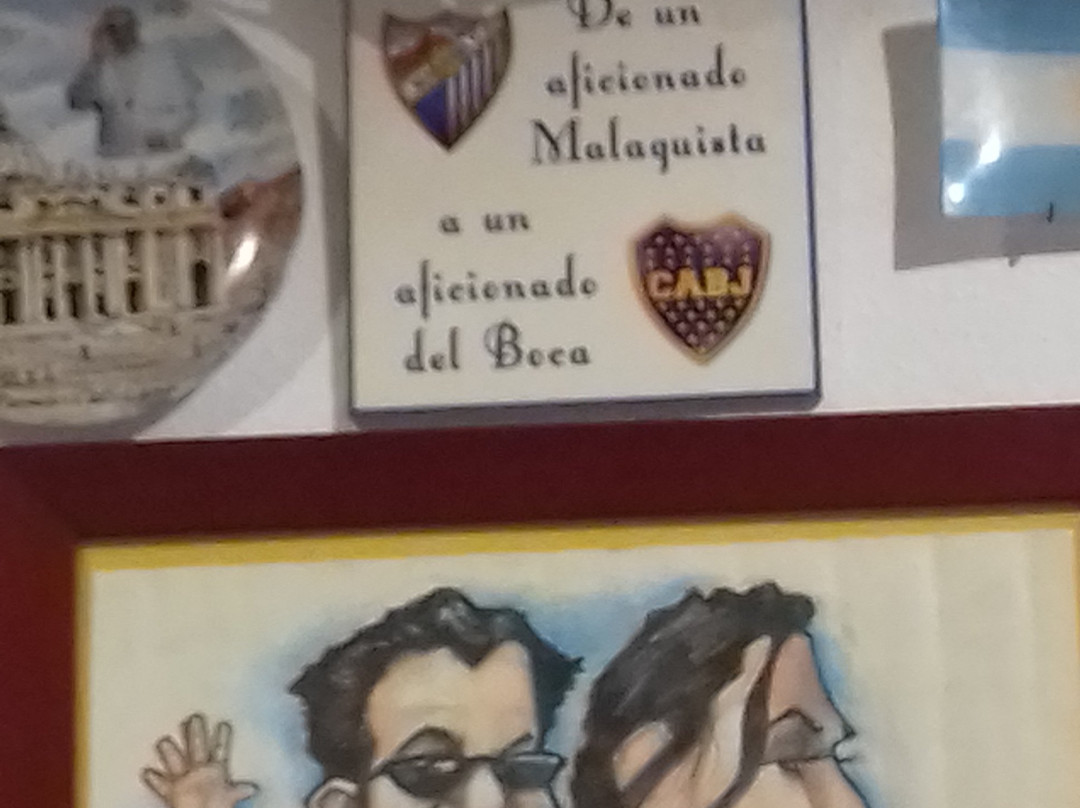 De un
aficionado
Malaguista
a un
aficionado
del Boca
CABJ